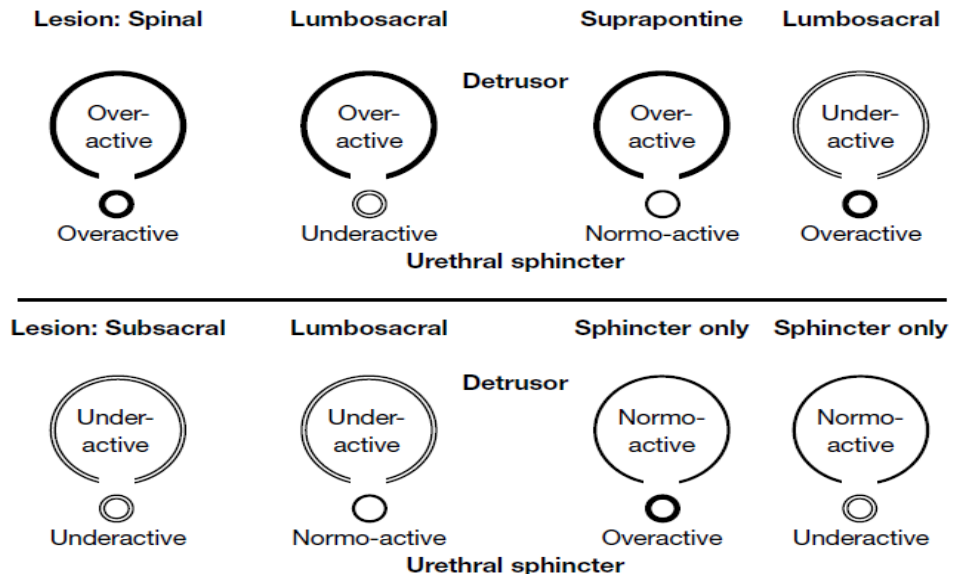 Lesion: Spinal Lumbosacral Suprapontine Lumbosacral
Detrusor
Over- Over- Over- Under-
active active active active
Overactive Underactive Normo-active Overactive
Urethral sphincter
Lesion: Subsacral Lumbosacral Sphincter only Sphincter only
Detrusor
Under- Under- Normo- Normo-
active active active active
Underactive Normo-active Overactive Underactive
Urethral sphincter